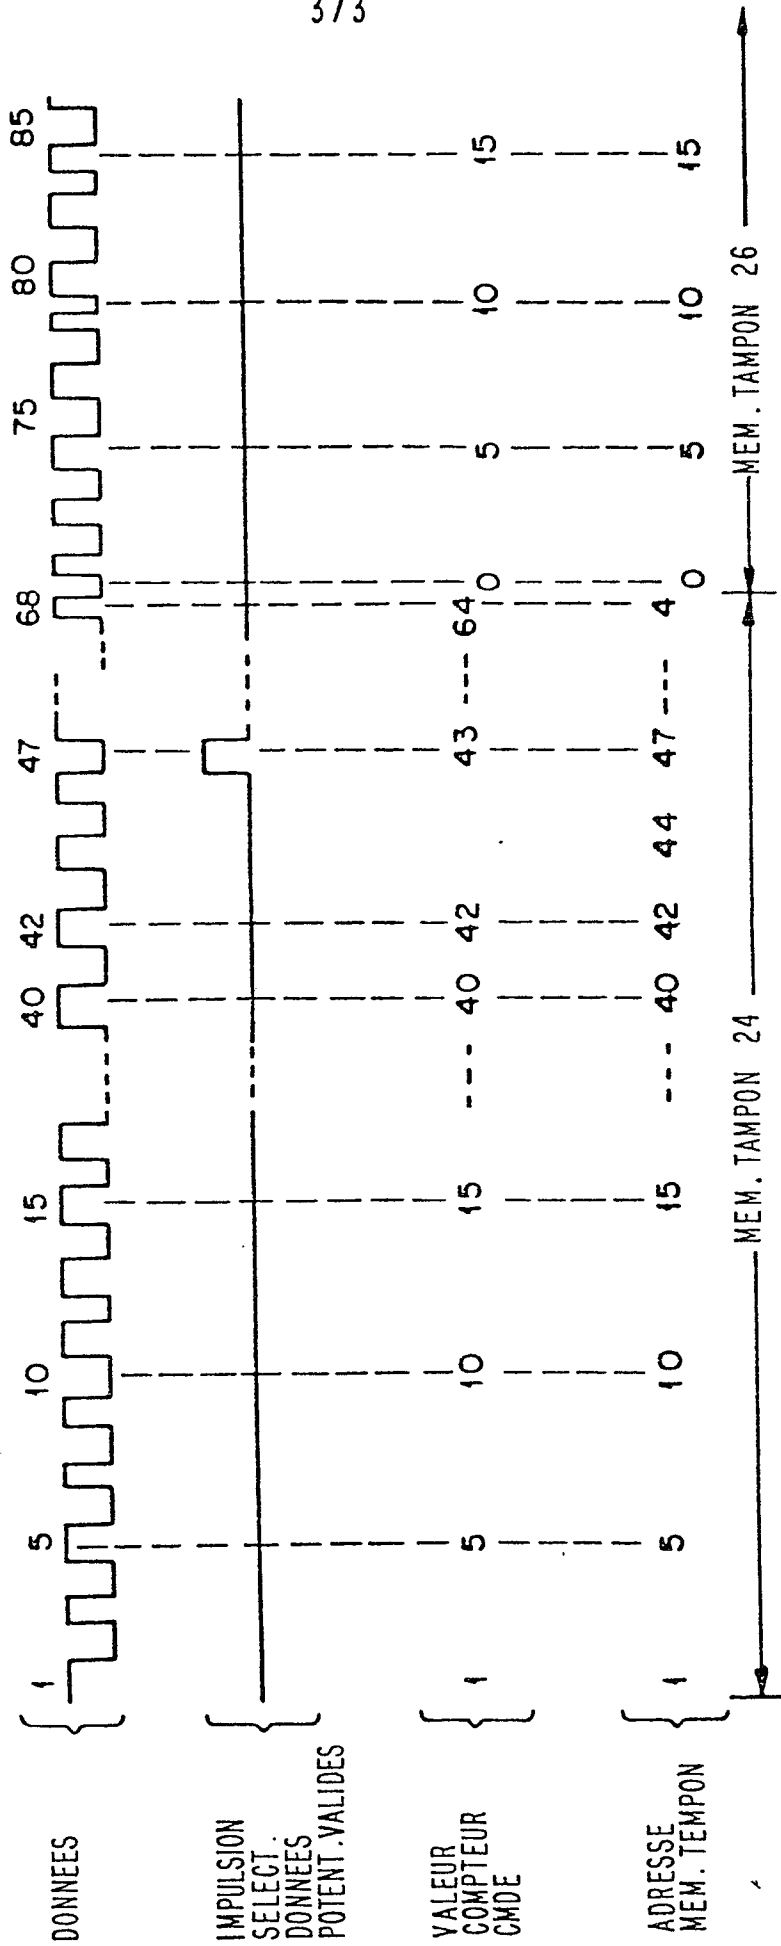 3/3
DONNEES
1 5 10 15 40 42 47 68 75 80 85
IMPULSION
SELECT.
DONNEES
POTENT.VALIDES
VALEUR
COMPTEUR
CMDE
1 5 10 15 --- 40 42 43 --- 64 0 5 10 15
ADRESSE
MEM. TEMPON
1 5 10 15 --- 40 42 44 47 --- 4 0 5 10 15
MEM. TAMPON 24
MEM. TAMPON 26